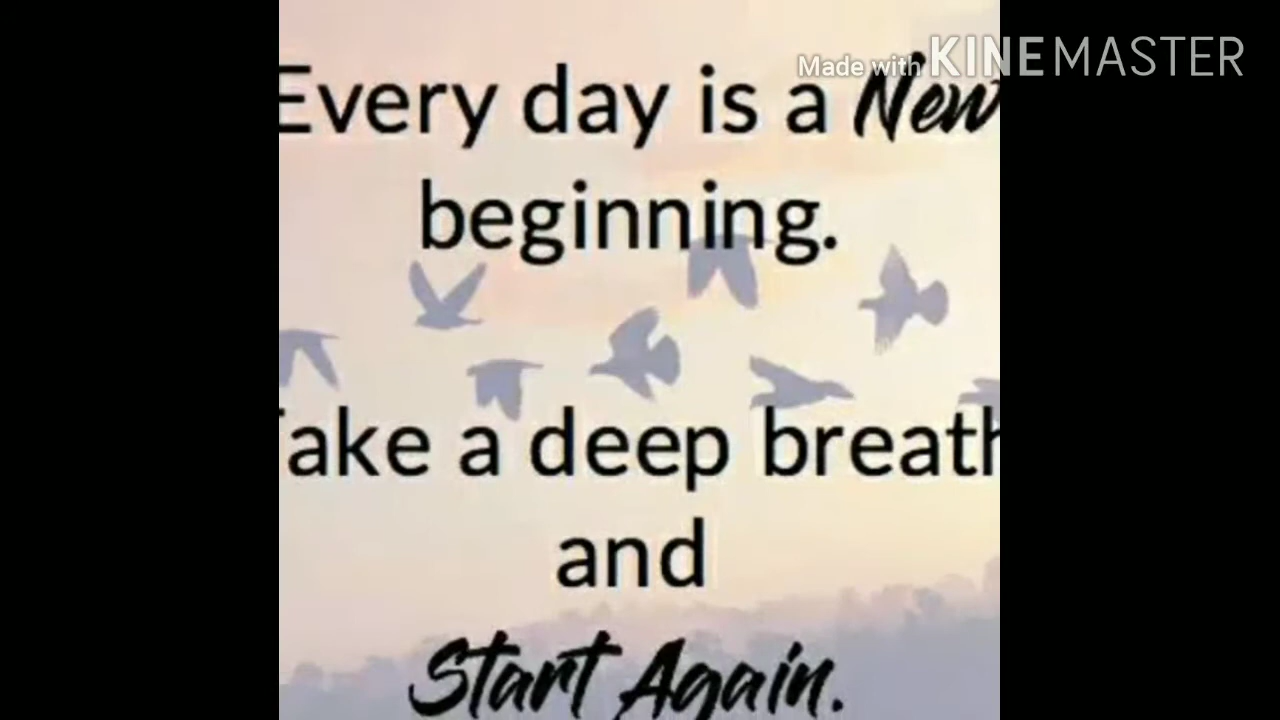 Made with KINEMASTER
Every day is a New
beginning.
Take a deep breath
and
Start Again.